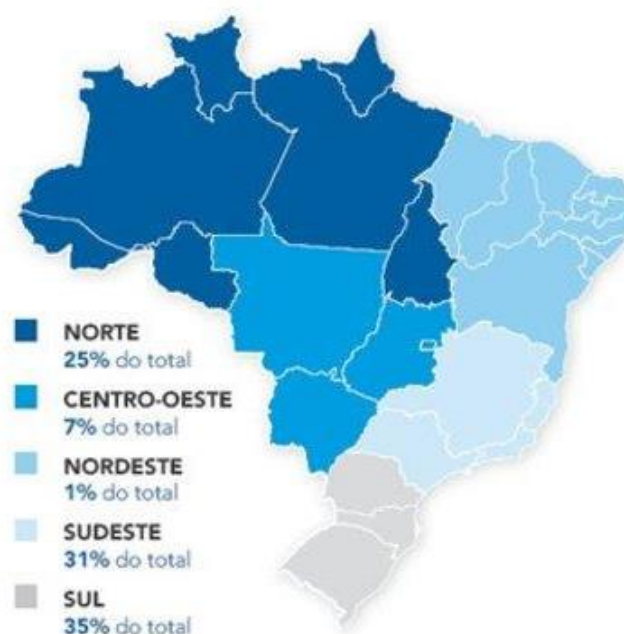 NORTE
25% do total
CENTRO-OESTE
7% do total
NORDESTE
1% do total
SUDESTE
31% do total
SUL
35% do total